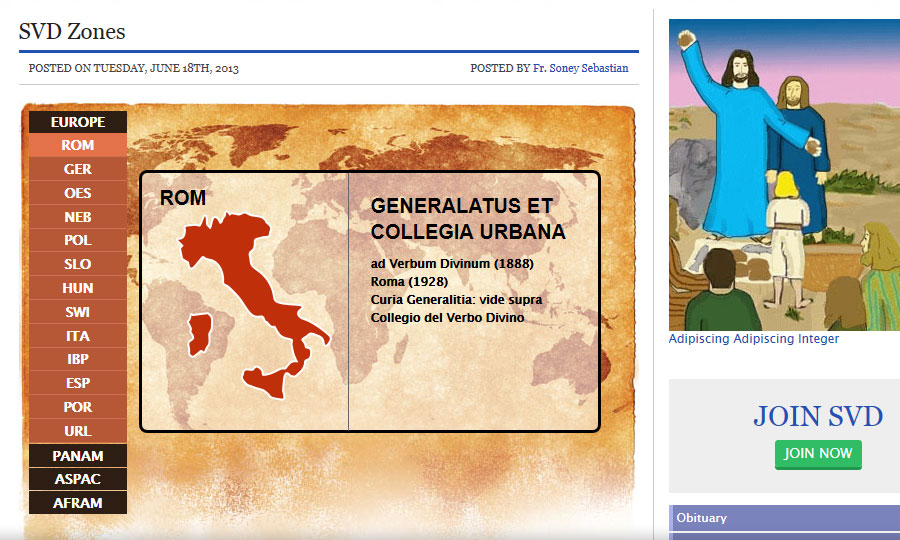 SVD Zones
POSTED ON TUESDAY, JUNE 18TH, 2013
POSTED BY Fr. Soney Sebastian
EUROPE
ROM
GER
OES
NEB
POL
SLO
HUN
SWI
ITA
IBP
ESP
POR
URL
PANAM
ASPAC
AFRAM
ROM
GENERALATUS ET
COLLEGIA URBANA
ad Verbum Divinum (1888)
Roma (1928)
Curia Generalitia: vide supra
Collegio del Verbo Divino
Adipiscing Adipiscing Integer
JOIN SVD
JOIN NOW
Obituary